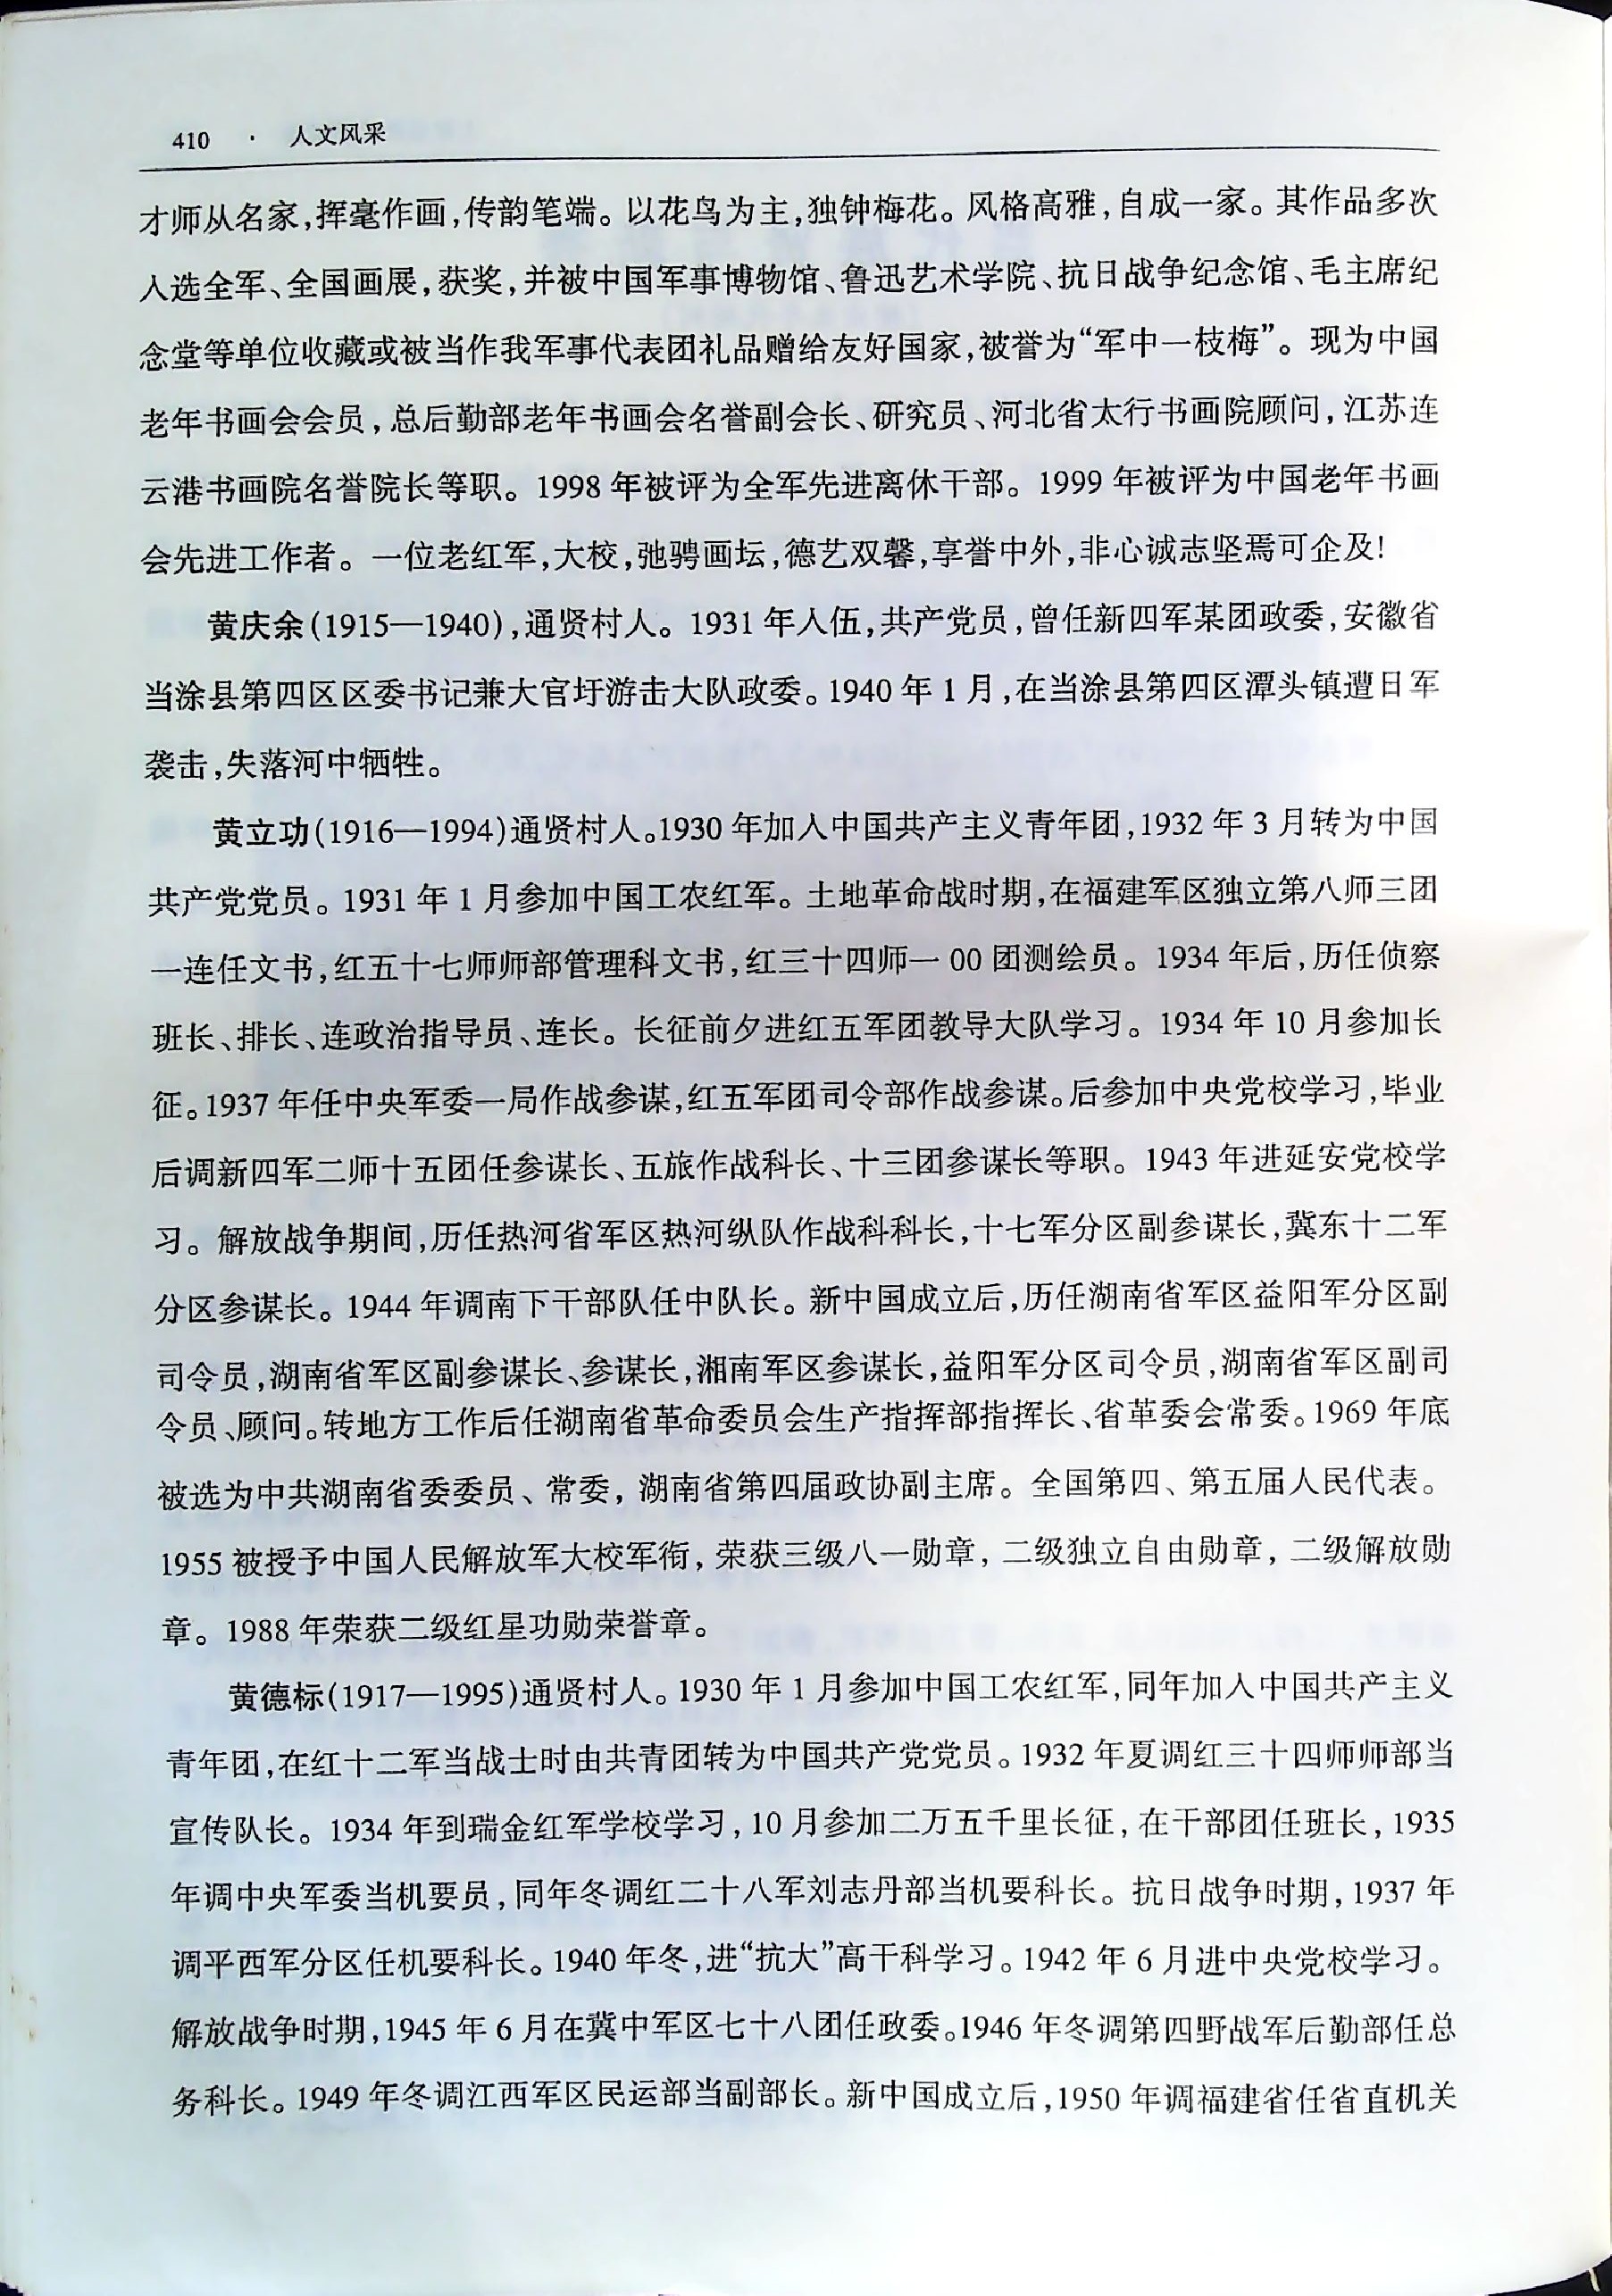 410 · 人文风采
才师从名家,挥毫作画,传韵笔端。以花鸟为主,独钟梅花。风格高雅,自成一家。其作品多次
入选全军、全国画展,获奖,并被中国军事博物馆、鲁迅艺术学院、抗日战争纪念馆、毛主席纪
念堂等单位收藏或被当作我军事代表团礼品赠给友好国家,被誉为“军中一枝梅”。现为中国
老年书画会会员,总后勤部老年书画会名誉副会长、研究员、河北省太行书画院顾问,江苏连
云港书画院名誉院长等职。1998 年被评为全军先进离休干部。1999 年被评为中国老年书画
会先进工作者。一位老红军,大校,弛骋画坛,德艺双馨,享誉中外,非心诚志坚焉可企及!
黄庆余(1915—1940),通贤村人。1931 年入伍,共产党员,曾任新四军某团政委,安徽省
当涂县第四区区委书记兼大官圩游击大队政委。1940 年 1 月,在当涂县第四区潭头镇遭日军
袭击,失落河中牺牲。
黄立功(1916—1994)通贤村人。1930 年加入中国共产主义青年团,1932 年 3 月转为中国
共产党党员。1931 年 1 月参加中国工农红军。土地革命战时期,在福建军区独立第八师三团
一连任文书,红五十七师师部管理科文书,红三十四师一 00 团测绘员。1934 年后,历任侦察
班长、排长、连政治指导员、连长。长征前夕进红五军团教导大队学习。1934 年 10 月参加长
征。1937 年任中央军委一局作战参谋,红五军团司令部作战参谋。后参加中央党校学习,毕业
后调新四军二师十五团任参谋长、五旅作战科长、十三团参谋长等职。1943 年进延安党校学
习。解放战争期间,历任热河省军区热河纵队作战科科长,十七军分区副参谋长,冀东十二军
分区参谋长。1944 年调南下干部队任中队长。新中国成立后,历任湖南省军区益阳军分区副
司令员,湖南省军区副参谋长、参谋长,湘南军区参谋长,益阳军分区司令员,湖南省军区副司
令员、顾问。转地方工作后任湖南省革命委员会生产指挥部指挥长、省革委会常委。1969 年底
被选为中共湖南省委委员、常委,湖南省第四届政协副主席。全国第四、第五届人民代表。
1955 被授予中国人民解放军大校军衔,荣获三级八一勋章,二级独立自由勋章,二级解放勋
章。1988 年荣获二级红星功勋荣誉章。
黄德标(1917—1995)通贤村人。1930 年 1 月参加中国工农红军,同年加入中国共产主义
青年团,在红十二军当战士时由共青团转为中国共产党党员。1932 年夏调红三十四师师部当
宣传队长。1934 年到瑞金红军学校学习,10 月参加二万五千里长征,在干部团任班长,1935
年调中央军委当机要员,同年冬调红二十八军刘志丹部当机要科长。抗日战争时期,1937 年
调平西军分区任机要科长。1940 年冬,进“抗大”高干科学习。1942 年 6 月进中央党校学习。
解放战争时期,1945 年 6 月在冀中军区七十八团任政委。1946 年冬调第四野战军后勤部任总
务科长。1949 年冬调江西军区民运部当副部长。新中国成立后,1950 年调福建省任省直机关